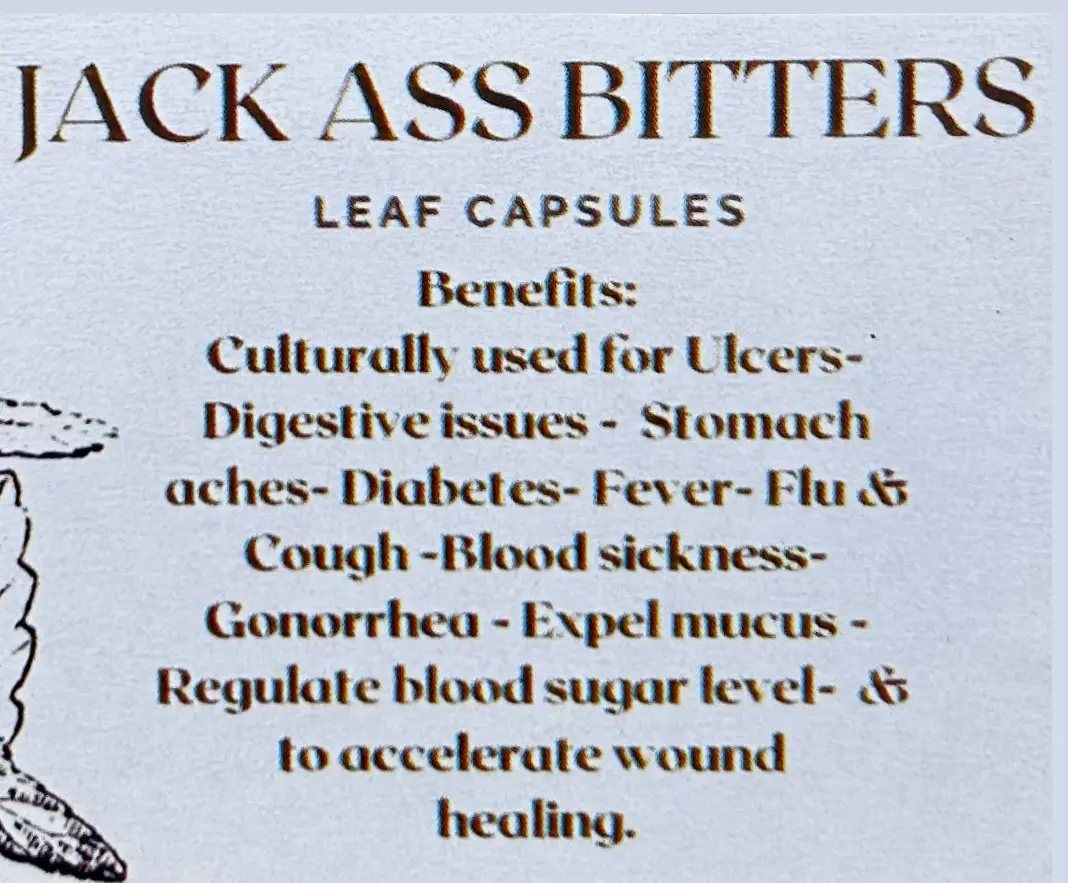 JACK ASS BITTERS
LEAF CAPSULES
Benefits:
Culturally used for Ulcers-
Digestive issues - Stomach
aches- Diabetes- Fever- Flu &
Cough -Blood sickness-
Gonorrhea - Expel mucus -
Regulate blood sugar level- &
to accelerate wound
healing.